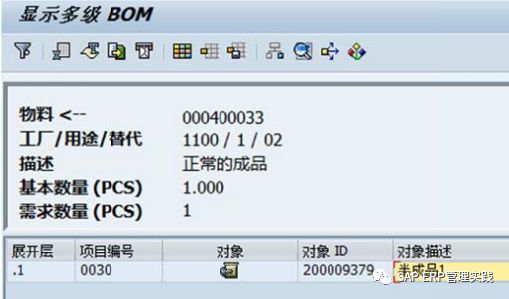 显示多级 BOM
物料 <-- 000400033
工厂/用途/替代 1100 / 1 / 02
描述 正常的成品
基本数量 (PCS) 1.000
需求数量 (PCS) 1
展开层 项目编号 对象 对象 ID 对象描述
.1 0030 200009379 半成品1
SAP ERP管理实践